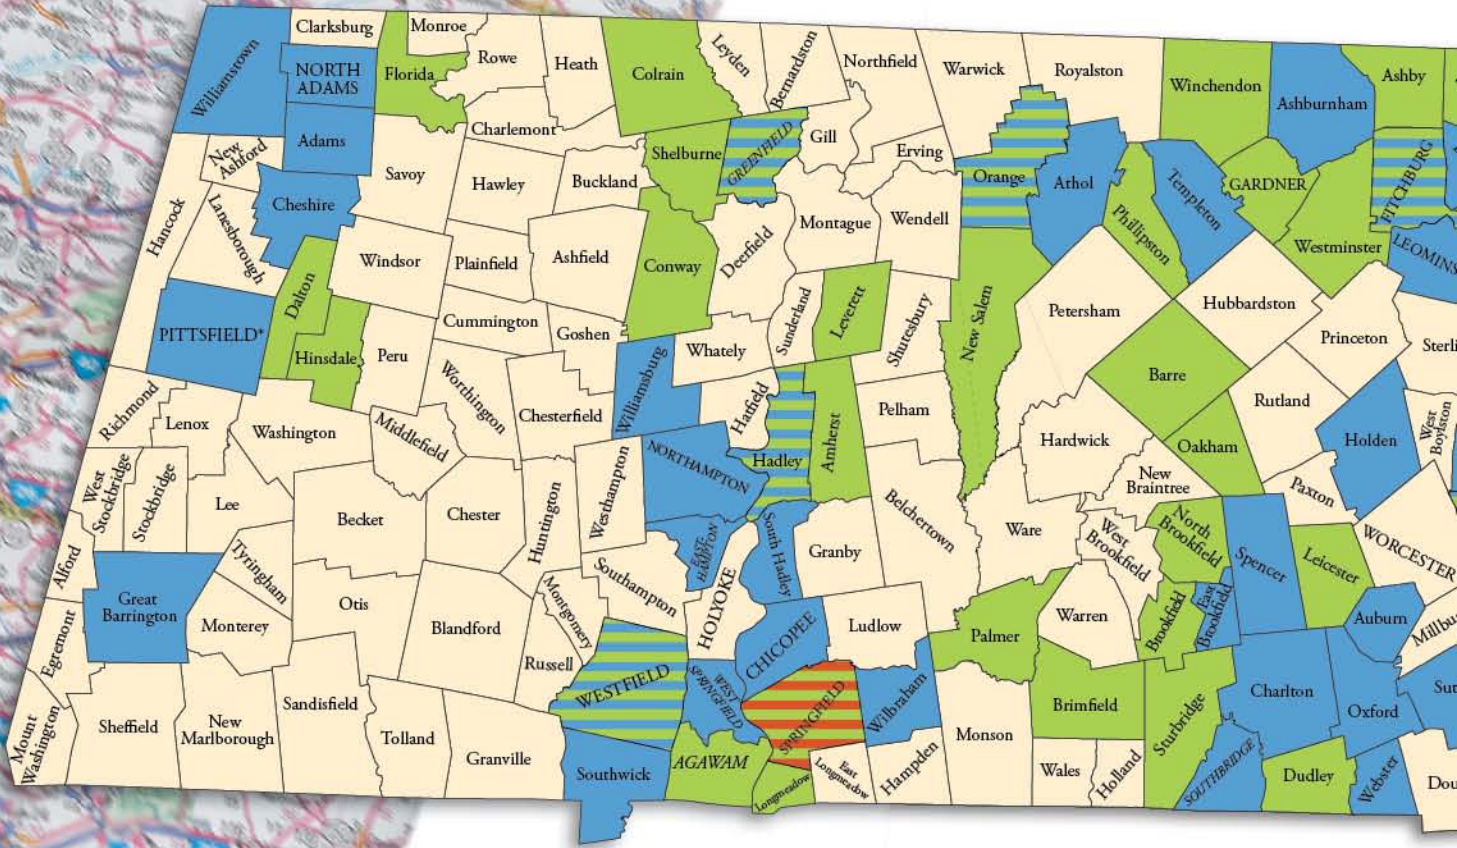 Clarksburg
Monroe
Williamstown
NORTH
ADAMS
Florida
Rowe
Heath
Colrain
Leyden
Bernardston
Northfield
Warwick
Royalston
Winchendon
Ashburnham
Ashby
Adams
New
Ashford
Charlemont
Shelburne
GREENFIELD
Gill
Erving
Orange
Athol
Phillipston
Templeton
GARDNER
Westminster
FITCHBURG
LEOMINS
Hancock
Lanesborough
Cheshire
Savoy
Hawley
Buckland
Montague
Wendell
Windsor
Plainfield
Ashfield
Conway
Deerfield
Dalton
PITTSFIELD*
Hinsdale
Peru
Cummington
Goshen
Whately
Sunderland
Leverett
Shutesbury
New Salem
Petersham
Hubbardston
Princeton
Sterli
Barre
Rutland
Richmond
Lenox
Washington
Middlefield
Worthington
Chesterfield
Williamsburg
Hatfield
Hadley
Amherst
Pelham
Hardwick
Oakham
Holden
West
Boylston
New
Braintree
Paxton
WORCESTER
West
Stockbridge
Stockbridge
Lee
Becket
Chester
Huntington
Westhampton
NORTHAMPTON
EAST-
HAMPTON
South Hadley
Granby
Belchertown
Ware
West
Brookfield
North
Brookfield
Spencer
Leicester
Alford
Great
Barrington
Tyringham
Monterey
Otis
Blandford
Montgomery
Southampton
HOLYOKE
CHICOPEE
Ludlow
Palmer
Warren
Brookfield
East
Brookfield
Auburn
Millbu
Egremont
Russell
WESTFIELD
WEST
SPRINGFIELD
SPRINGFIELD
Wilbraham
Brimfield
Sturbridge
Charlton
Oxford
Sut
Mount
Washington
Sheffield
New
Marlborough
Sandisfield
Tolland
Granville
Southwick
AGAWAM
Longmeadow
East
Longmeadow
Hampden
Monson
Wales
Holland
SOUTHBRIDGE
Dudley
Webster
Dou